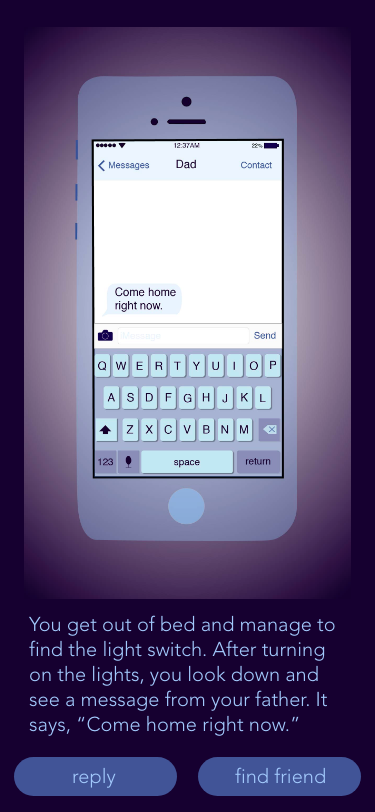 12:37AM 22%
Messages Dad Contact
Come home
right now.
Message Send
Q W E R T Y U I O P
A S D F G H J K L
Z X C V B N M
123 space return
You get out of bed and manage to
find the light switch. After turning
on the lights, you look down and
see a message from your father. It
says, “Come home right now.”
reply find friend